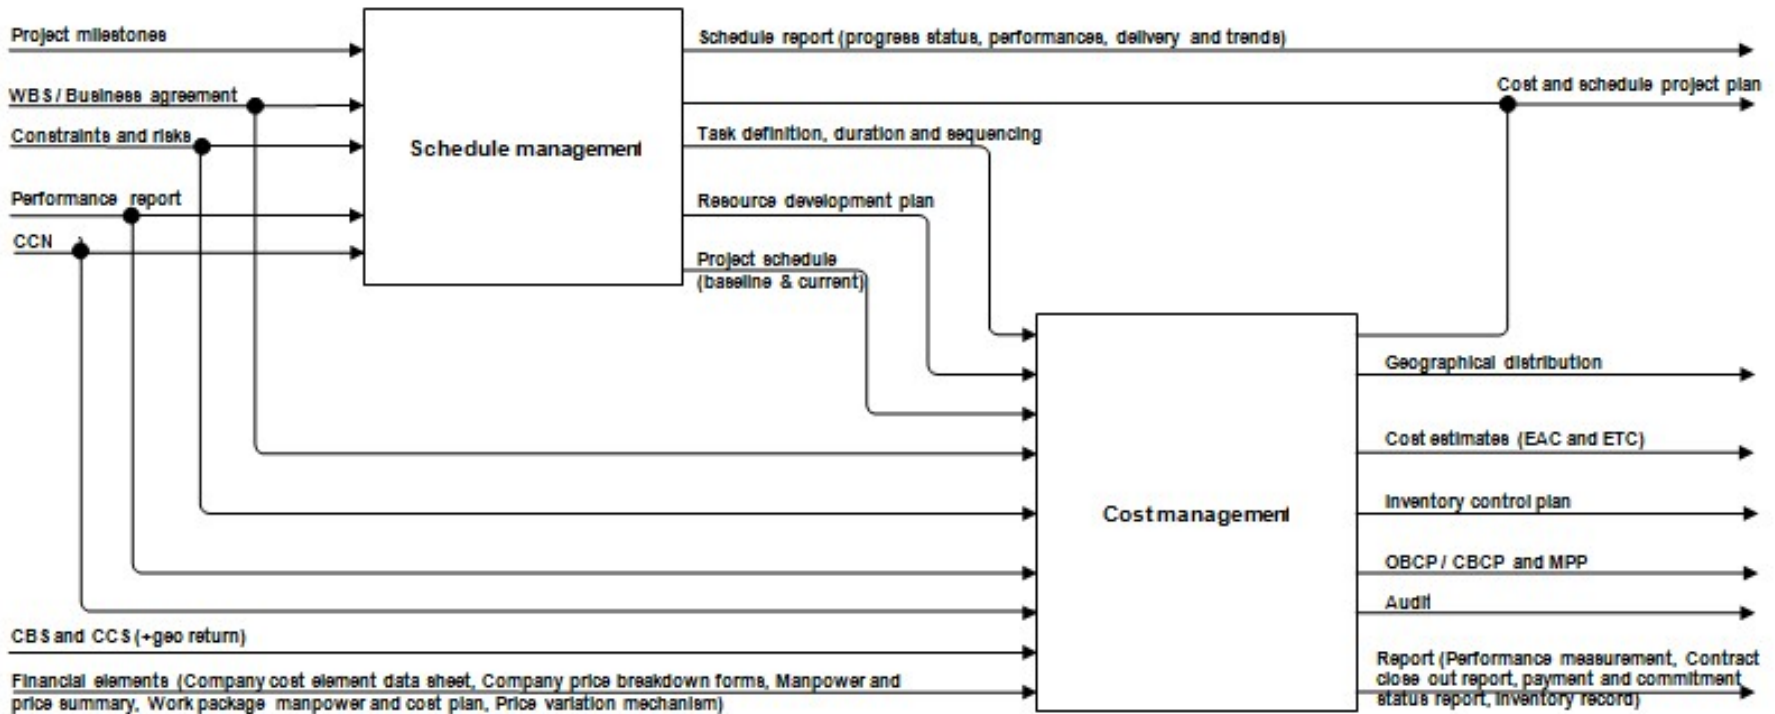 Project milestones
WBS / Business agreement
Constraints and risks
Performance report
CCN
Schedule management
Schedule report (progress status, performances, delivery and trends)
Cost and schedule project plan
Task definition, duration and sequencing
Resource development plan
Project schedule
(baseline & current)
Cost management
Geographical distribution
Cost estimates (EAC and ETC)
Inventory control plan
OBCP / CBCP and MPP
Audit
CBS and CCS (+geo return)
Financial elements (Company cost element data sheet, Company price breakdown forms, Manpower and
price summary, Work package manpower and cost plan, Price variation mechanism)
Report (Performance measurement, Contract
close out report, payment and commitment
status report, Inventory record)